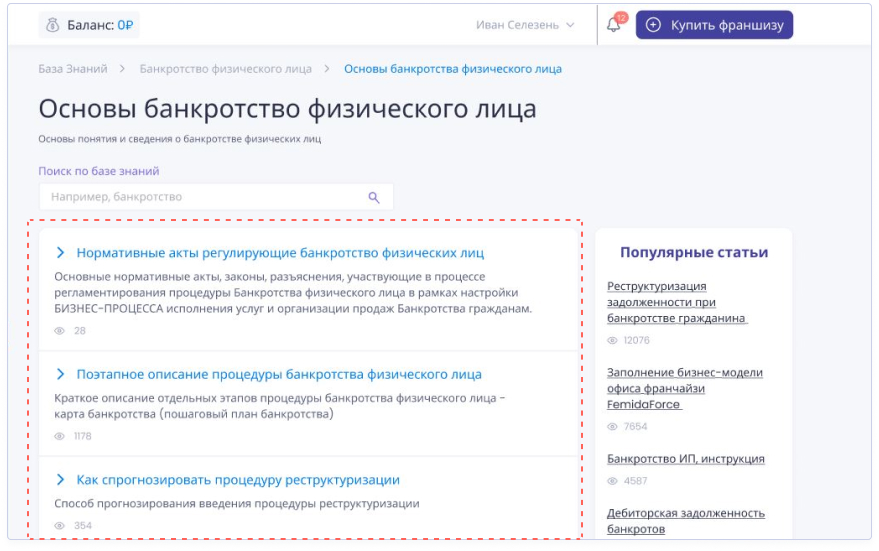 Баланс: 0₽
Иван Селезень
12
Купить франшизу
База Знаний > Банкротство физического лица > Основы банкротства физического лица
Основы банкротство физического лица
Основы понятия и сведения о банкротстве физических лиц
Поиск по базе знаний
Например, банкротство
Нормативные акты регулирующие банкротство физических лиц
Основные нормативные акты, законы, разъяснения, участвующие в процессе
регламентирования процедуры Банкротства физического лица в рамках настройки
БИЗНЕС-ПРОЦЕССА исполнения услуг и организации продаж Банкротства гражданам.
28
Поэтапное описание процедуры банкротства физического лица
Краткое описание отдельных этапов процедуры банкротства физического лица -
карта банкротства (пошаговый план банкротства)
1178
Как спрогнозировать процедуру реструктуризации
Способ прогнозирования введения процедуры реструктуризации
354
Популярные статьи
Реструктуризация
задолженности при
банкротстве гражданина
12076
Заполнение бизнес-модели
офиса франчайзи
FemidaForce
7654
Банкротство ИП, инструкция
4587
Дебиторская задолженность
банкротов